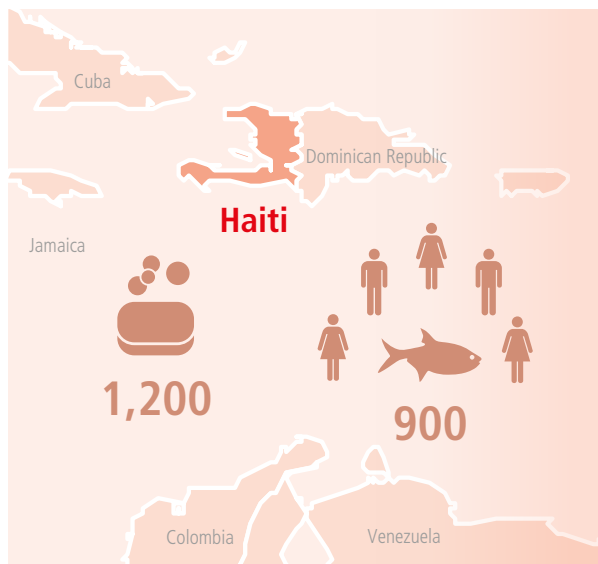 Cuba
Dominican Republic
Haiti
Jamaica
1,200
900
Colombia
Venezuela